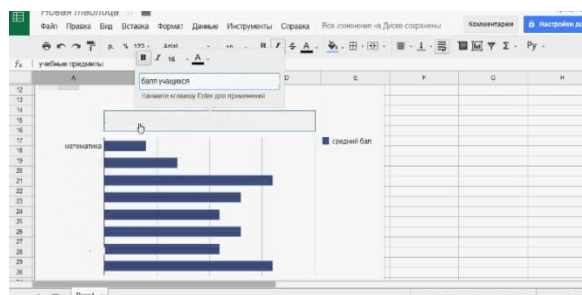 Новая таблица
Файл Правка Вид Вставка Формат Данные Инструменты Справка Все изменения на Диске сохранены
Комментарии
Настройки до
р. % 123 - Arial 10 B I S A Σ - Ру -
B I 16 - A -
fx учебные предметы
балл учащихся
Нажмите клавишу Enter для применения
A D E F G H
12
13
14
15
16
17
18
19
20
21
22
23
24
25
26
27
28
29
30
математика
средний бал